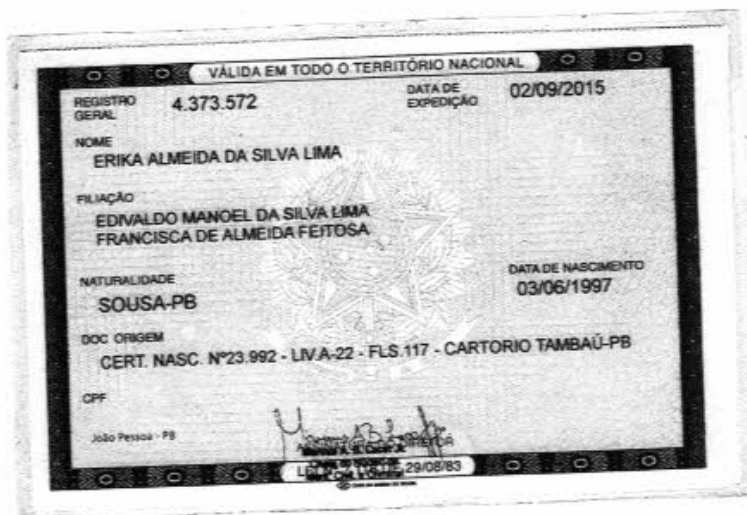 VÁLIDA EM TODO O TERRITÓRIO NACIONAL
REGISTRO GERAL 4.373.572 DATA DE EXPEDIÇÃO 02/09/2015
NOME
ERIKA ALMEIDA DA SILVA LIMA
FILIAÇÃO
EDIVALDO MANOEL DA SILVA LIMA
FRANCISCA DE ALMEIDA FEITOSA
NATURALIDADE DATA DE NASCIMENTO
SOUSA-PB 03/06/1997
DOC ORIGEM
CERT. NASC. Nº23.992 - LIV.A-22 - FLS.117 - CARTORIO TAMBAÚ-PB
CPF
João Pessoa - PB
29/08/83